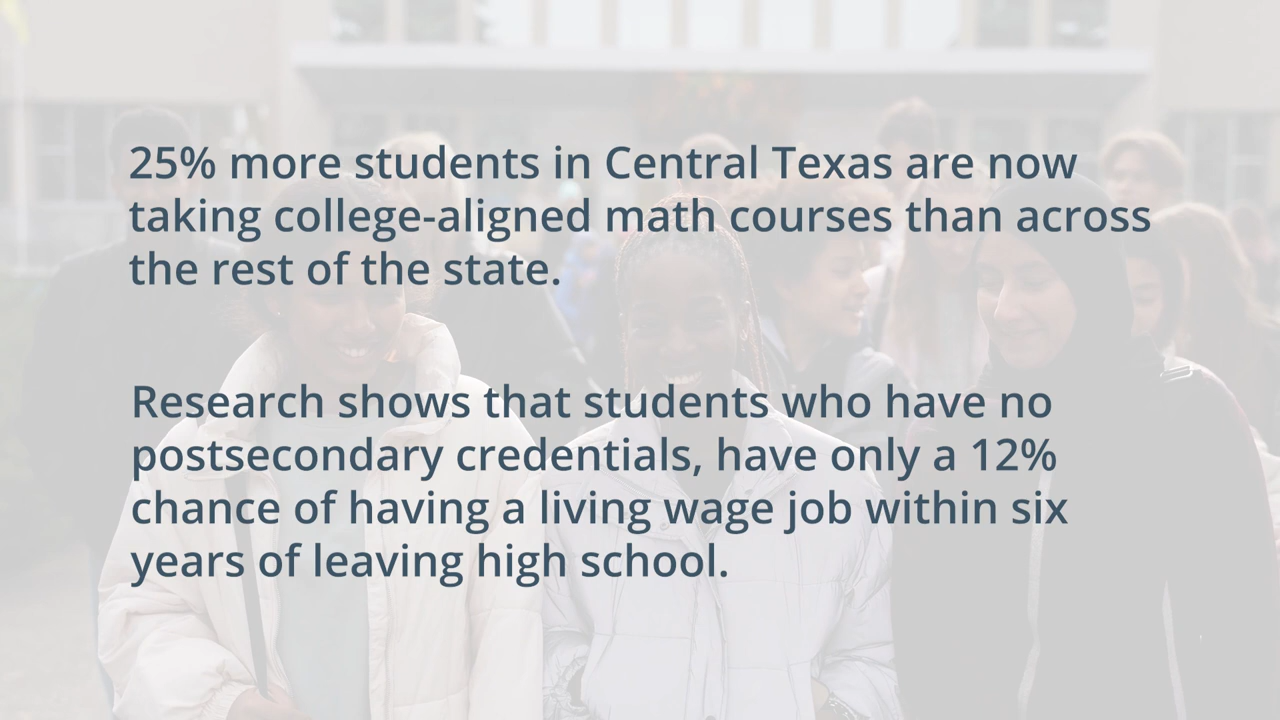 25% more students in Central Texas are now
taking college-aligned math courses than across
the rest of the state.
Research shows that students who have no
postsecondary credentials, have only a 12%
chance of having a living wage job within six
years of leaving high school.